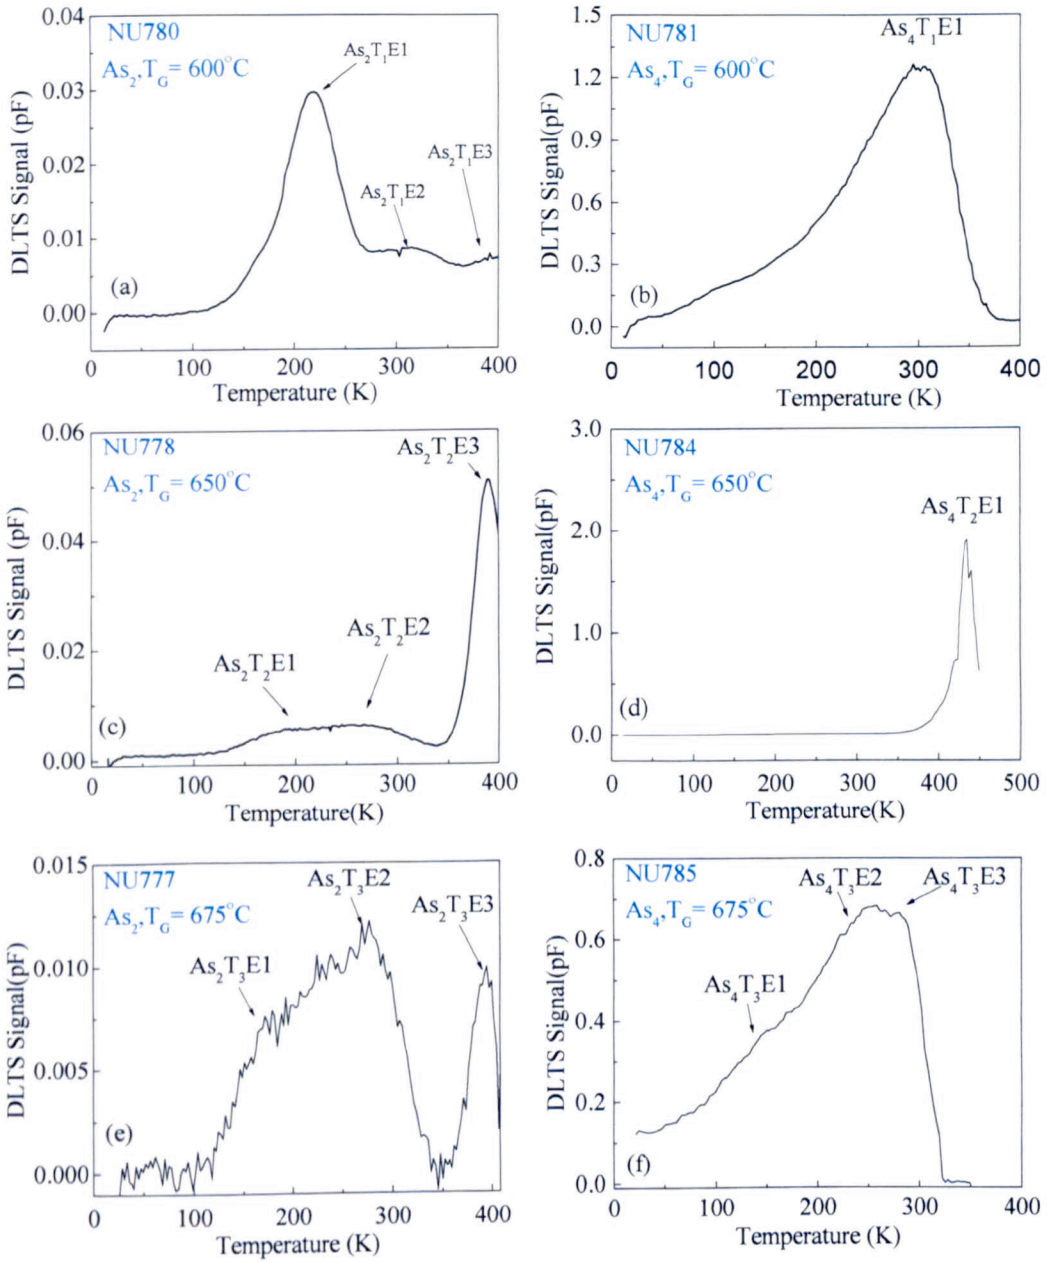 NU780
As₂,T_G= 600°C
As₂T₁E1
As₂T₁E3
As₂T₁E2
(a)
DLTS Signal (pF)
0.04
0.03
0.02
0.01
0.00
0 100 200 300 400
Temperature (K)
NU781
As₄,T_G= 600°C
As₄T₁E1
(b)
DLTS Signal(pF)
1.5
1.2
0.9
0.6
0.3
0.0
0 100 200 300 400
Temperature (K)
NU778
As₂,T_G= 650°C
As₂T₂E3
As₂T₂E2
As₂T₂E1
(c)
DLTS Signal (pF)
0.06
0.04
0.02
0.00
0 100 200 300 400
Temperature(K)
NU784
As₄,T_G= 650°C
As₄T₂E1
(d)
DLTS Signal(pF)
3.0
2.0
1.0
0.0
0 100 200 300 400 500
Temperature(K)
NU777
As₂,T_G= 675°C
As₂T₃E2
As₂T₃E3
As₂T₃E1
(e)
DLTS Signal(pF)
0.015
0.010
0.005
0.000
0 100 200 300 400
Temperature (K)
NU785
As₄,T_G= 675°C
As₄T₃E2
As₄T₃E3
As₄T₃E1
(f)
DLTS Signal(pF)
0.8
0.6
0.4
0.2
0.0
0 100 200 300 400
Temperature (K)